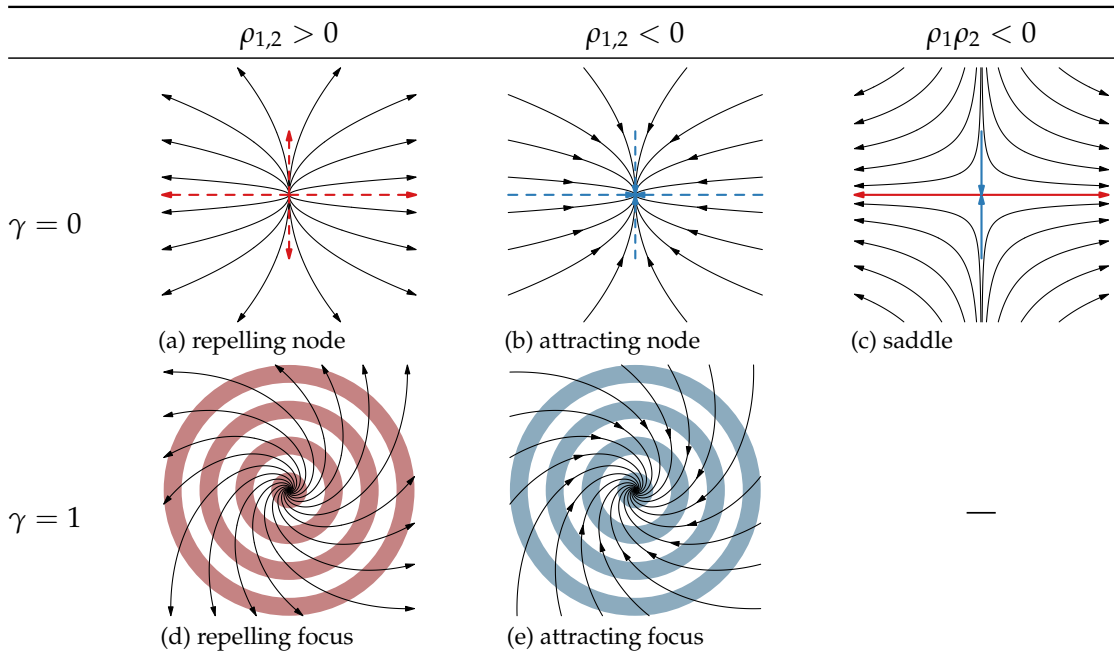 ρ₁,₂ > 0 ρ₁,₂ < 0 ρ₁ρ₂ < 0
γ = 0
(a) repelling node (b) attracting node (c) saddle
γ = 1 —
(d) repelling focus (e) attracting focus